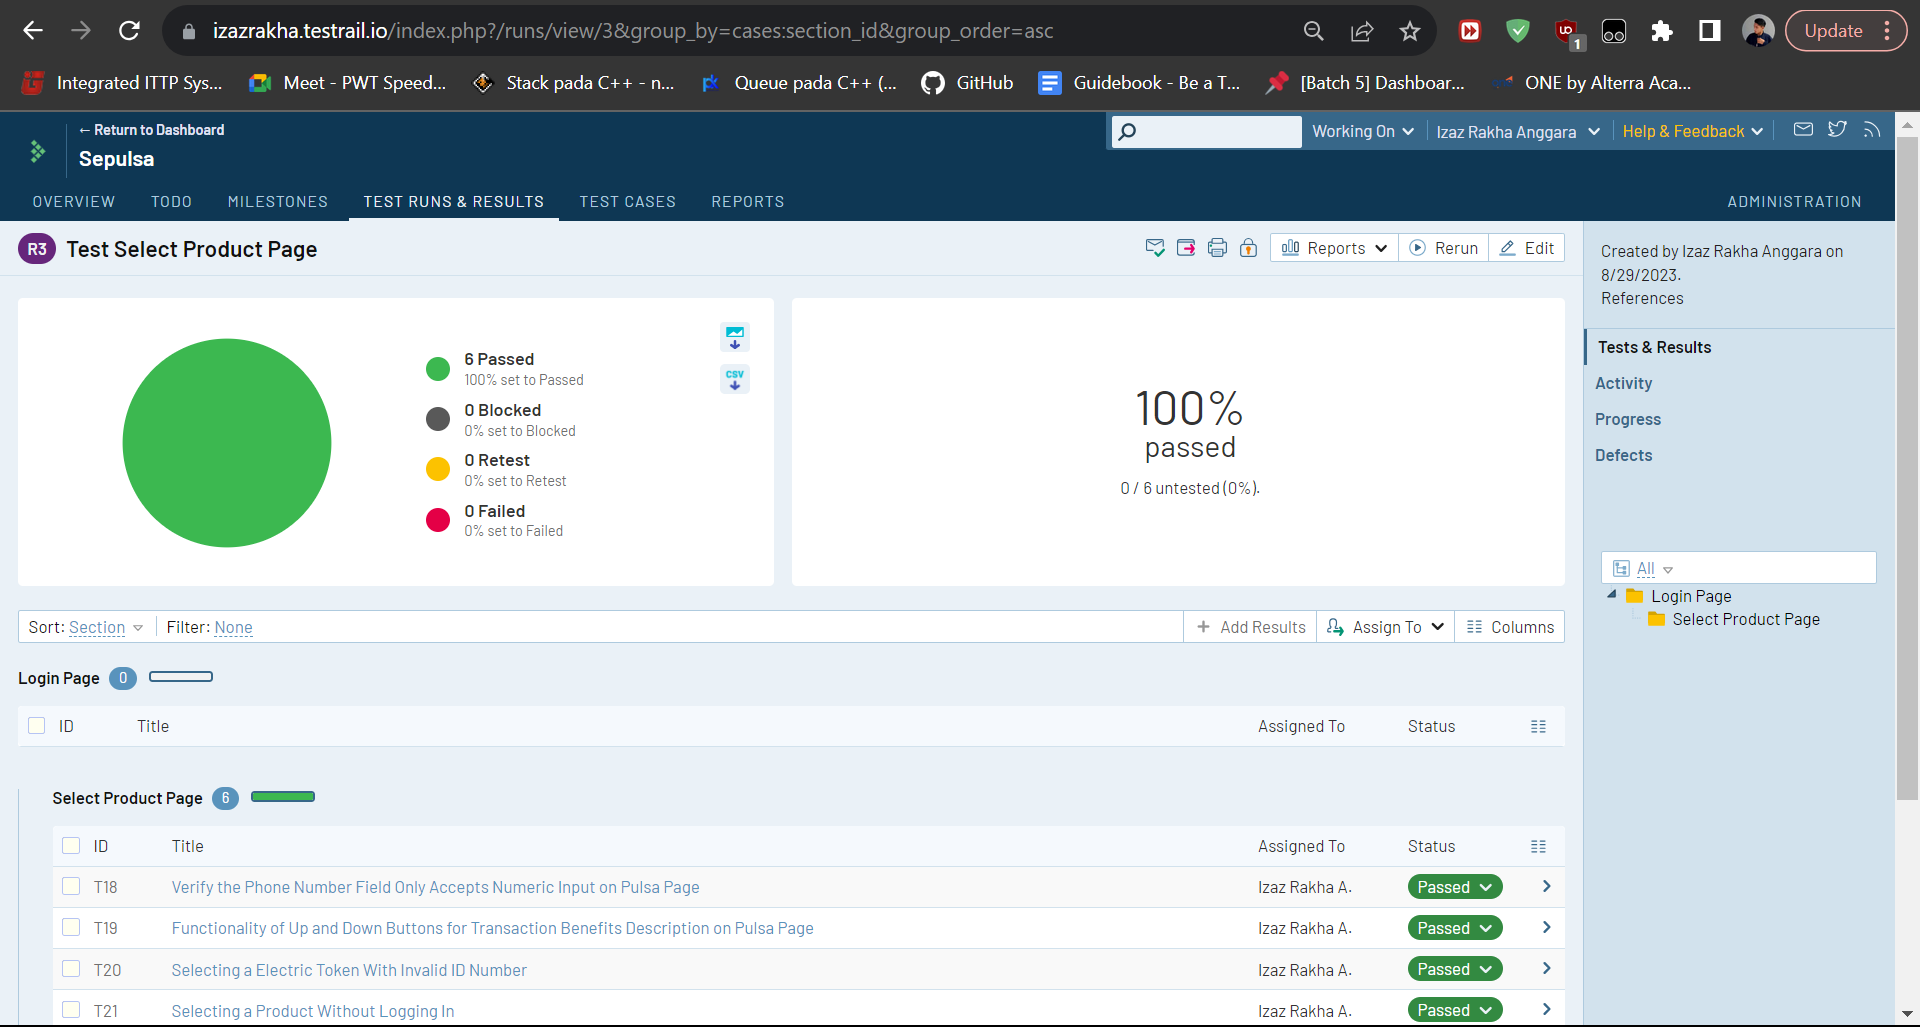 izazrakha.testrail.io/index.php?/runs/view/3&group_by=cases:section_id&group_order=asc
1
Update
Integrated ITTP Sys...
Meet - PWT Speed...
Stack pada C++ - n...
Queue pada C++ (...
GitHub
Guidebook - Be a T...
[Batch 5] Dashboar...
ONE by Alterra Aca...
← Return to Dashboard
Sepulsa
Working On
Izaz Rakha Anggara
Help & Feedback
OVERVIEW
TODO
MILESTONES
TEST RUNS & RESULTS
TEST CASES
REPORTS
ADMINISTRATION
R3 Test Select Product Page
Reports
Rerun
Edit
6 Passed
100% set to Passed
0 Blocked
0% set to Blocked
0 Retest
0% set to Retest
0 Failed
0% set to Failed
CSV
100%
passed
0 / 6 untested (0%).
Created by Izaz Rakha Anggara on
8/29/2023.
References
Tests & Results
Activity
Progress
Defects
All
Login Page
Select Product Page
Sort: Section
Filter: None
+ Add Results
Assign To
Columns
Login Page 0
ID Title Assigned To Status
Select Product Page 6
ID Title Assigned To Status
T18 Verify the Phone Number Field Only Accepts Numeric Input on Pulsa Page Izaz Rakha A. Passed
T19 Functionality of Up and Down Buttons for Transaction Benefits Description on Pulsa Page Izaz Rakha A. Passed
T20 Selecting a Electric Token With Invalid ID Number Izaz Rakha A. Passed
T21 Selecting a Product Without Logging In Izaz Rakha A. Passed